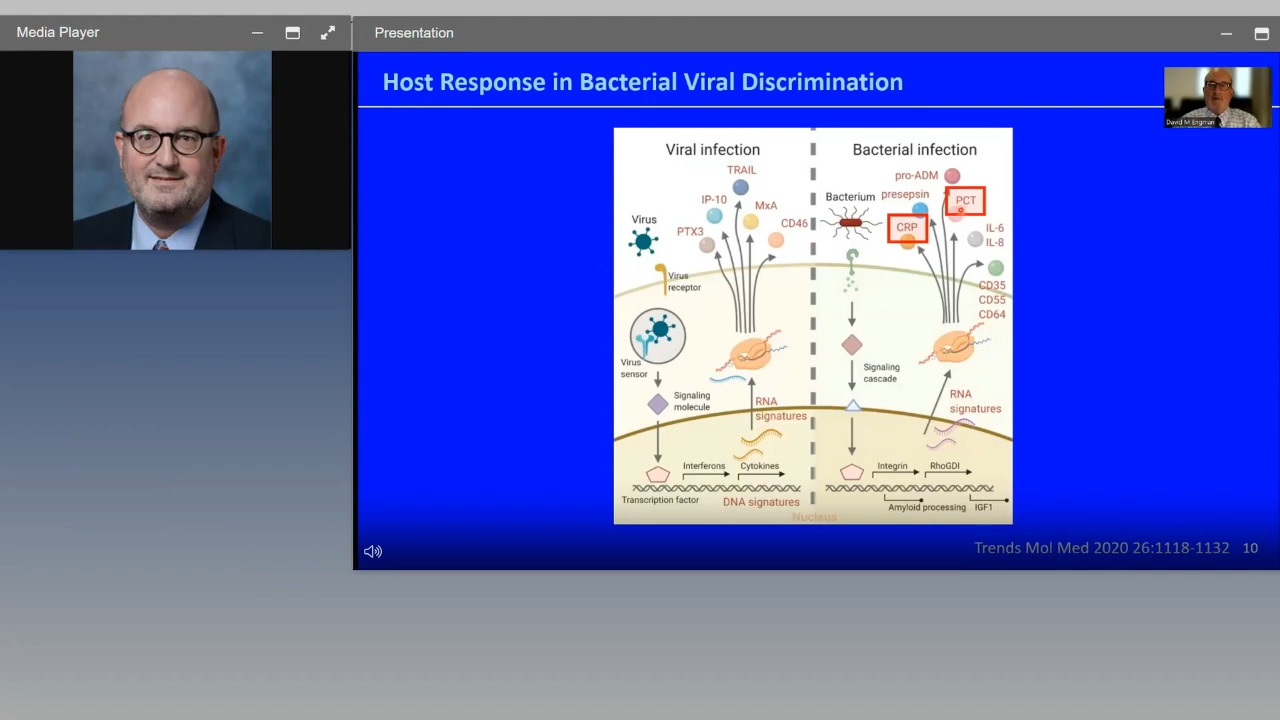 Media Player
Presentation
Host Response in Bacterial Viral Discrimination
David M Engman
Viral infection
TRAIL
IP-10
MxA
CD46
PTX3
Virus
Virus
receptor
Virus
sensor
Signaling
molecule
RNA
signatures
Interferons
Cytokines
Transcription factor
DNA signatures
Bacterial infection
pro-ADM
presepsin
PCT
Bacterium
CRP
IL-6
IL-8
CD35
CD55
CD64
Signaling
cascade
RNA
signatures
Integrin
RhoGDI
Amyloid processing
IGF1
Nucleus
Trends Mol Med 2020 26:1118-1132
10